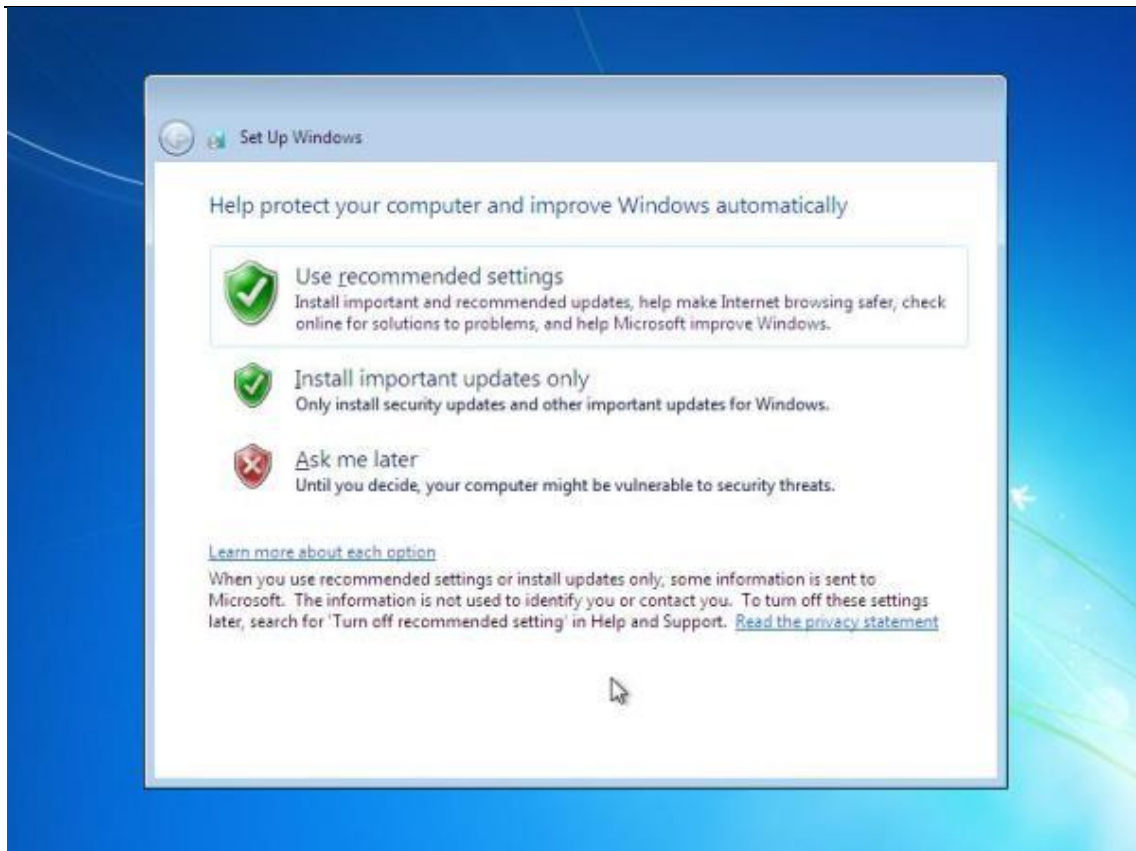 Set Up Windows
Help protect your computer and improve Windows automatically
Use recommended settings
Install important and recommended updates, help make Internet browsing safer, check
online for solutions to problems, and help Microsoft improve Windows.
Install important updates only
Only install security updates and other important updates for Windows.
Ask me later
Until you decide, your computer might be vulnerable to security threats.
Learn more about each option
When you use recommended settings or install updates only, some information is sent to
Microsoft. The information is not used to identify you or contact you. To turn off these settings
later, search for 'Turn off recommended setting' in Help and Support. Read the privacy statement